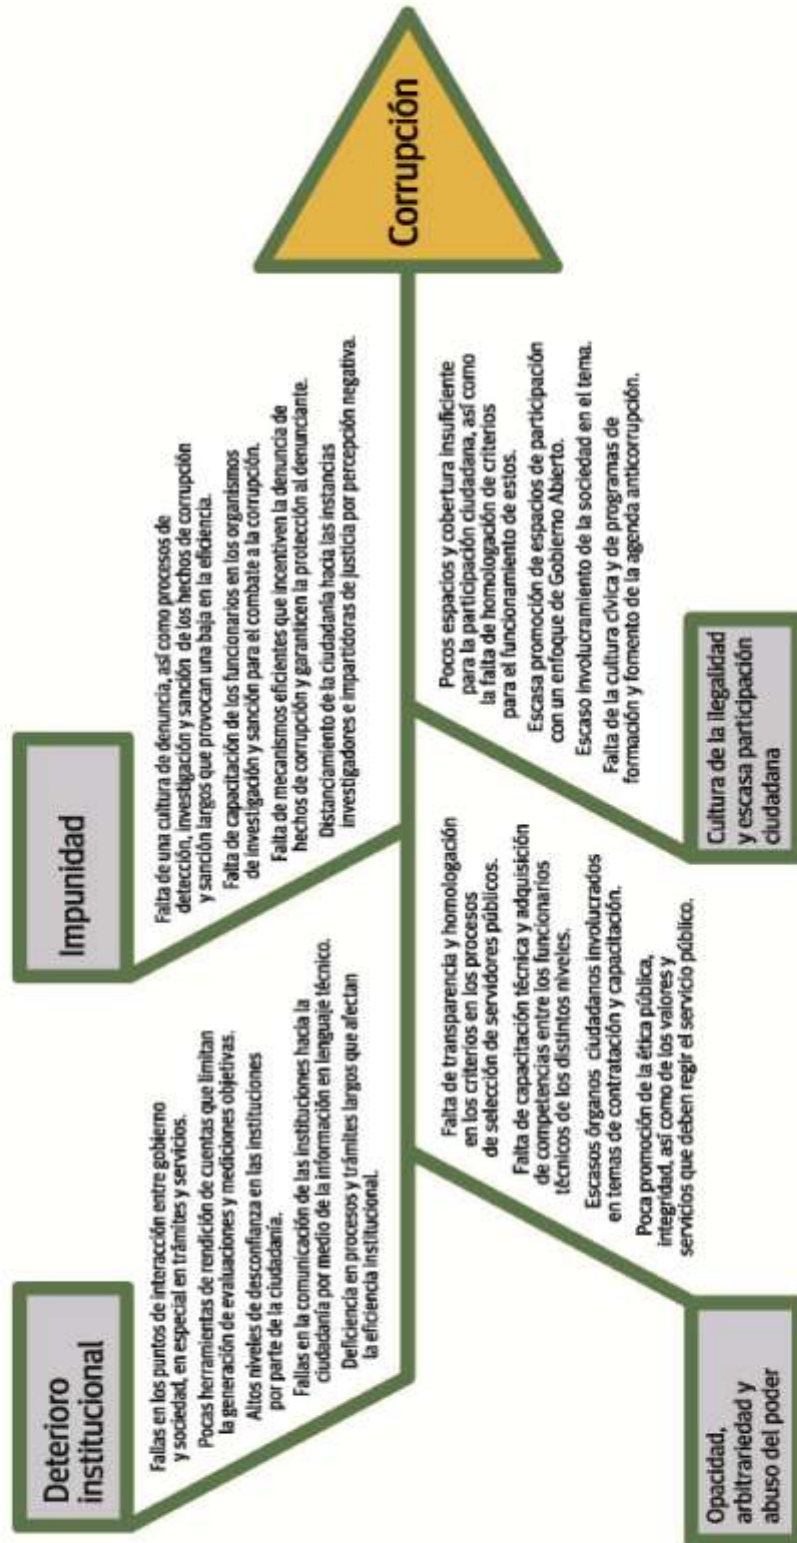 Deterioro
institucional
Fallas en los puntos de interacción entre gobierno
y sociedad, en especial en trámites y servicios.
Pocas herramientas de rendición de cuentas que limitan
la generación de evaluaciones y mediciones objetivas.
Altos niveles de desconfianza en las instituciones
por parte de la ciudadanía.
Fallas en la comunicación de las instituciones hacia la
ciudadanía por medio de la información en lenguaje técnico.
Deficiencia en procesos y trámites largos que afectan
la eficiencia institucional.
Impunidad
Falta de una cultura de denuncia, así como procesos de
detección, investigación y sanción de los hechos de corrupción
y sanción largos que provocan una baja en la eficiencia.
Falta de capacitación de los funcionarios en los organismos
de investigación y sanción para el combate a la corrupción.
Falta de mecanismos eficientes que incentiven la denuncia de
hechos de corrupción y garanticen la protección al denunciante.
Distanciamiento de la ciudadanía hacia las instancias
investigadores e impartidoras de justicia por percepción negativa.
Corrupción
Falta de transparencia y homologación
en los criterios en los procesos
de selección de servidores públicos.
Falta de capacitación técnica y adquisición
de competencias entre los funcionarios
técnicos de los distintos niveles.
Escasos órganos ciudadanos involucrados
en temas de contratación y capacitación.
Poca promoción de la ética pública,
integridad, así como de los valores y
servicios que deben regir el servicio público.
Opacidad,
arbitrariedad y
abuso del poder
Pocos espacios y cobertura insuficiente
para la participación ciudadana, así como
la falta de homologación de criterios
para el funcionamiento de estos.
Escasa promoción de espacios de participación
con un enfoque de Gobierno Abierto.
Escaso involucramiento de la sociedad en el tema.
Falta de la cultura cívica y de programas de
formación y fomento de la agenda anticorrupción.
Cultura de la ilegalidad
y escasa participación
ciudadana